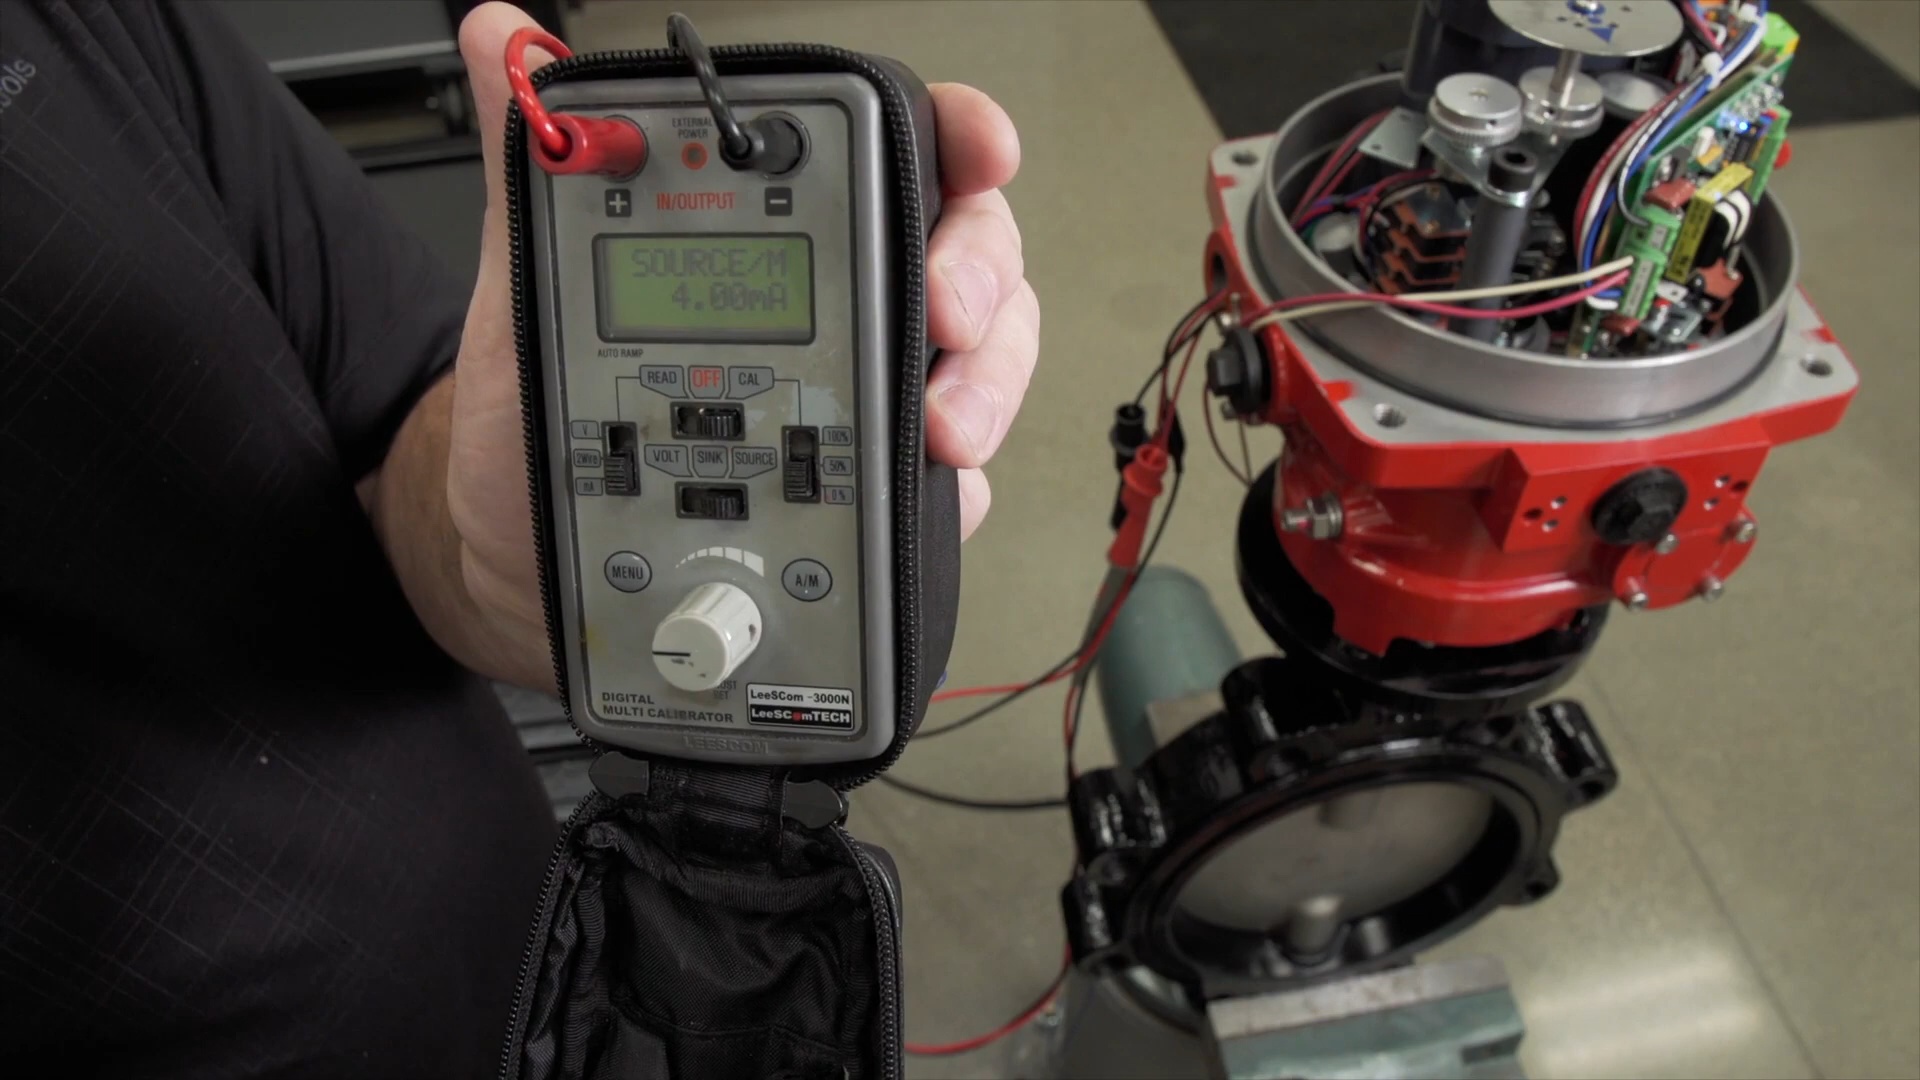 EXTERNAL
POWER
+ IN/OUTPUT −
SOURCE/M
4.00mA
AUTO RAMP
READ OFF CAL
V
2Wire
mA
VOLT SINK SOURCE
100%
50%
0 %
MENU
A/M
DIGITAL
MULTI CALIBRATOR
LeeSCom -3000N
LeeSComTECH
LEESCOM